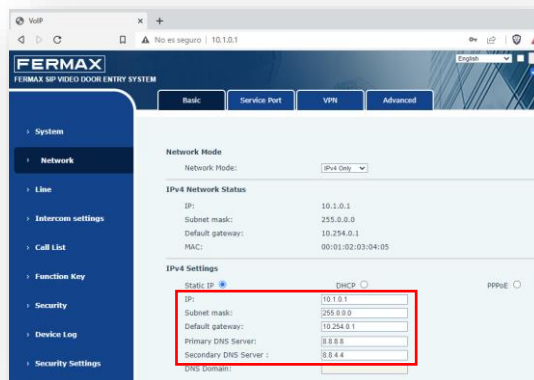 VoIP
No es seguro | 10.1.0.1
FERMAX
FERMAX SIP VIDEO DOOR ENTRY SYSTEM
English
Basic Service Port VPN Advanced
› System
› Network
› Line
› Intercom settings
› Call List
› Function Key
› Security
› Device Log
› Security Settings
Network Mode
Network Mode: IPv4 Only
IPv4 Network Status
IP: 10.1.0.1
Subnet mask: 255.0.0.0
Default gateway: 10.254.0.1
MAC: 00:01:02:03:04:05
IPv4 Settings
Static IP DHCP PPPoE
IP: 10.1.0.1
Subnet mask: 255.0.0.0
Default gateway: 10.254.0.1
Primary DNS Server: 8.8.8.8
Secondary DNS Server : 8.8.4.4
DNS Domain: